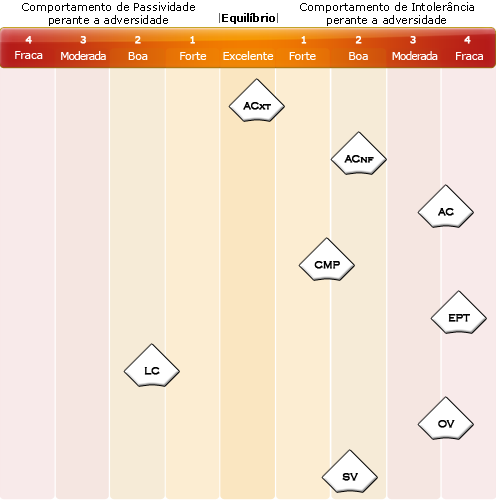 Comportamento de Passividade
perante a adversidade
|Equilíbrio|
Comportamento de Intolerância
perante a adversidade
4 3 2 1 1 2 3 4
Fraca Moderada Boa Forte Excelente Forte Boa Moderada Fraca
ACXT
ACNF
AC
CMP
EPT
LC
OV
SV